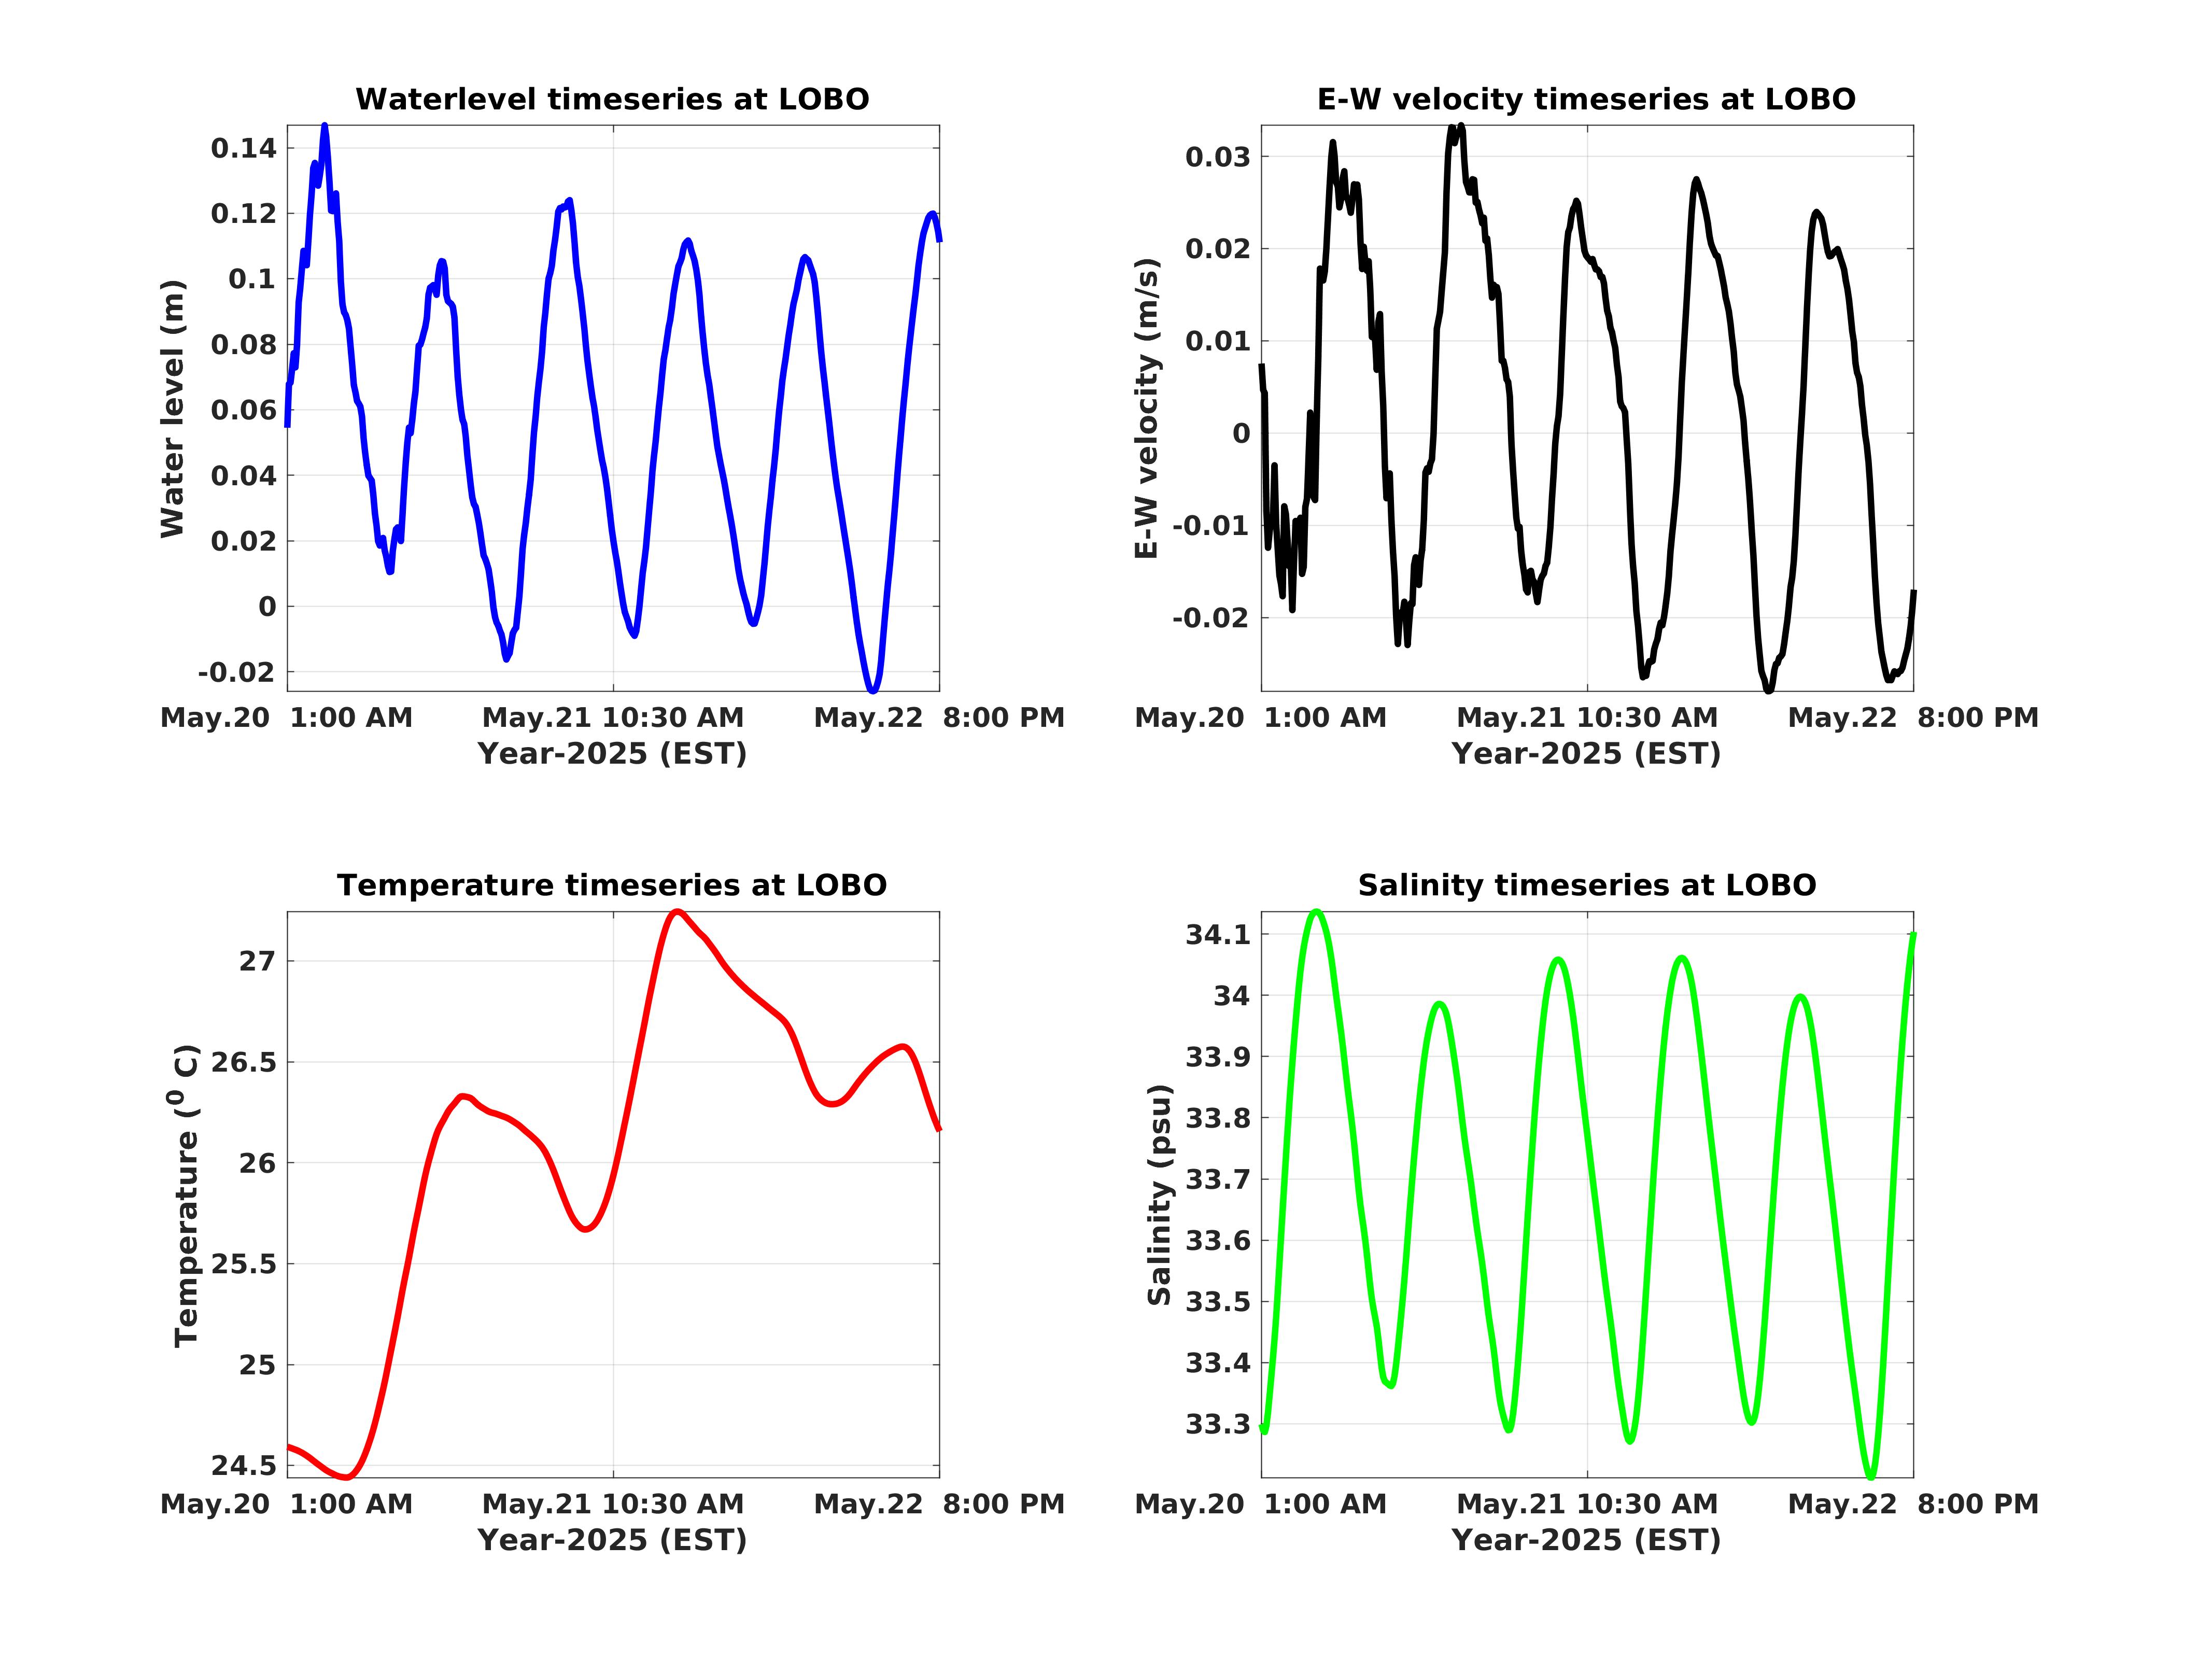 Waterlevel timeseries at LOBO
0.14
0.12
0.1
0.08
0.06
0.04
0.02
0
-0.02
Water level (m)
May.20 1:00 AM
May.21 10:30 AM
May.22 8:00 PM
Year-2025 (EST)
E-W velocity timeseries at LOBO
0.03
0.02
0.01
0
-0.01
-0.02
E-W velocity (m/s)
May.20 1:00 AM
May.21 10:30 AM
May.22 8:00 PM
Year-2025 (EST)
Temperature timeseries at LOBO
27
26.5
26
25.5
25
24.5
Temperature (⁰ C)
May.20 1:00 AM
May.21 10:30 AM
May.22 8:00 PM
Year-2025 (EST)
Salinity timeseries at LOBO
34.1
34
33.9
33.8
33.7
33.6
33.5
33.4
33.3
Salinity (psu)
May.20 1:00 AM
May.21 10:30 AM
May.22 8:00 PM
Year-2025 (EST)